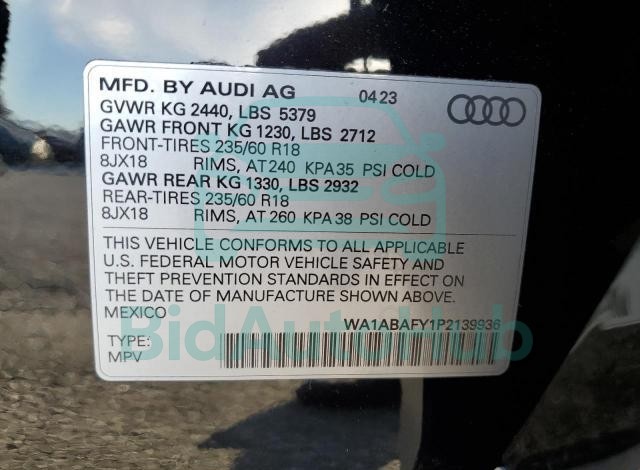 MFD. BY AUDI AG 0423
GVWR KG 2440, LBS 5379
GAWR FRONT KG 1230, LBS 2712
FRONT-TIRES 235/60 R18
8JX18 RIMS, AT 240 KPA 35 PSI COLD
GAWR REAR KG 1330, LBS 2932
REAR-TIRES 235/60 R18
8JX18 RIMS, AT 260 KPA 38 PSI COLD
THIS VEHICLE CONFORMS TO ALL APPLICABLE
U.S. FEDERAL MOTOR VEHICLE SAFETY AND
THEFT PREVENTION STANDARDS IN EFFECT ON
THE DATE OF MANUFACTURE SHOWN ABOVE.
MEXICO
WA1ABAFY1P2139936
TYPE:
MPV
BidAutoHub